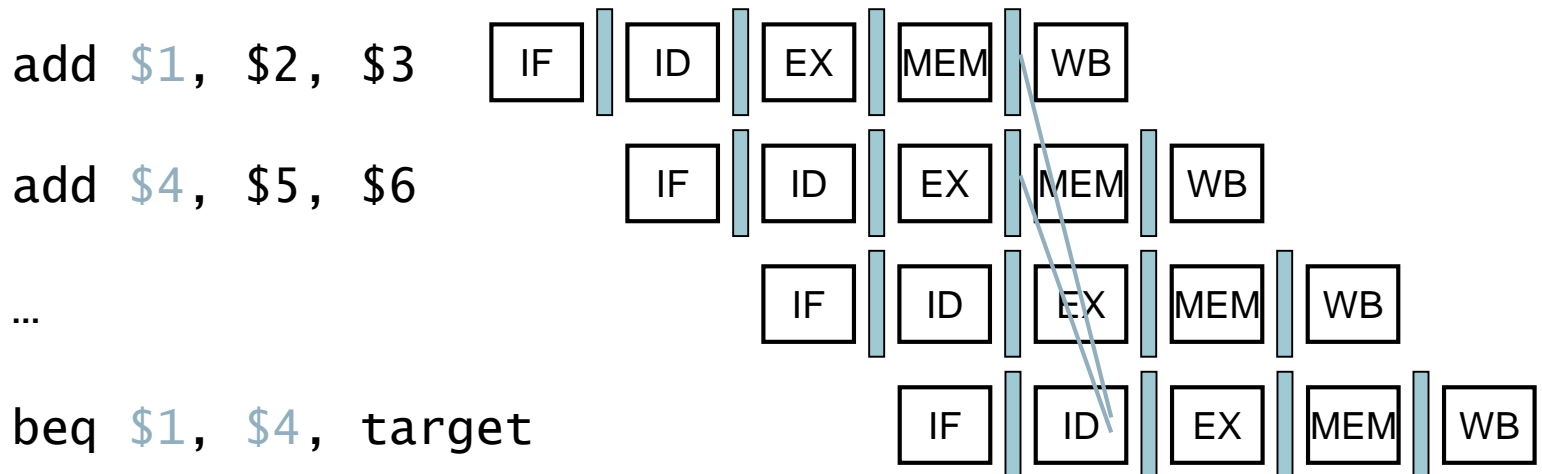 add $1, $2, $3 IF ID EX MEM WB
add $4, $5, $6 IF ID EX MEM WB
… IF ID EX MEM WB
beq $1, $4, target IF ID EX MEM WB